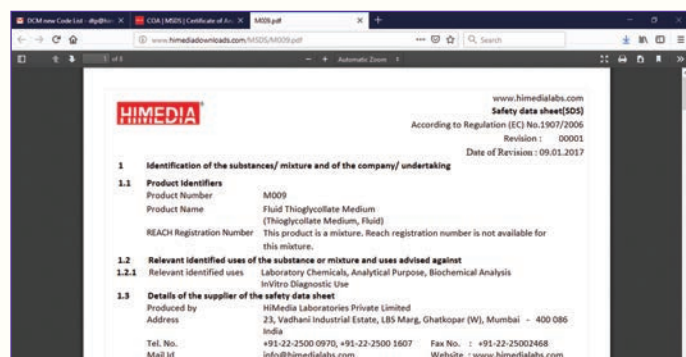 DCM new Code List - dtp@him
COA | MSDS | Certificate of An
M009.pdf
www.himediadownloads.com/MSDS/M009.pdf
Search
1 of 8
Automatic Zoom
HIMEDIA
www.himedialabs.com
Safety data sheet(SDS)
According to Regulation (EC) No.1907/2006
Revision : 00001
Date of Revision : 09.01.2017
1 Identification of the substances/ mixture and of the company/ undertaking
1.1 Product Identifiers
Product Number M009
Product Name Fluid Thioglycollate Medium
(Thioglycollate Medium, Fluid)
REACH Registration Number This product is a mixture. Reach registration number is not available for
this mixture.
1.2 Relevant identified uses of the substance or mixture and uses advised against
1.2.1 Relevant identified uses Laboratory Chemicals, Analytical Purpose, Biochemical Analysis
InVitro Diagnostic Use
1.3 Details of the supplier of the safety data sheet
Produced by HiMedia Laboratories Private Limited
Address 23, Vadhani Industrial Estate, LBS Marg, Ghatkopar (W), Mumbai - 400 086
India
Tel. No. +91-22-2500 0970, +91-22-2500 1607 Fax No. : +91-22-25002468
Mail Id info@himedialabs.com Website : www.himedialabs.com